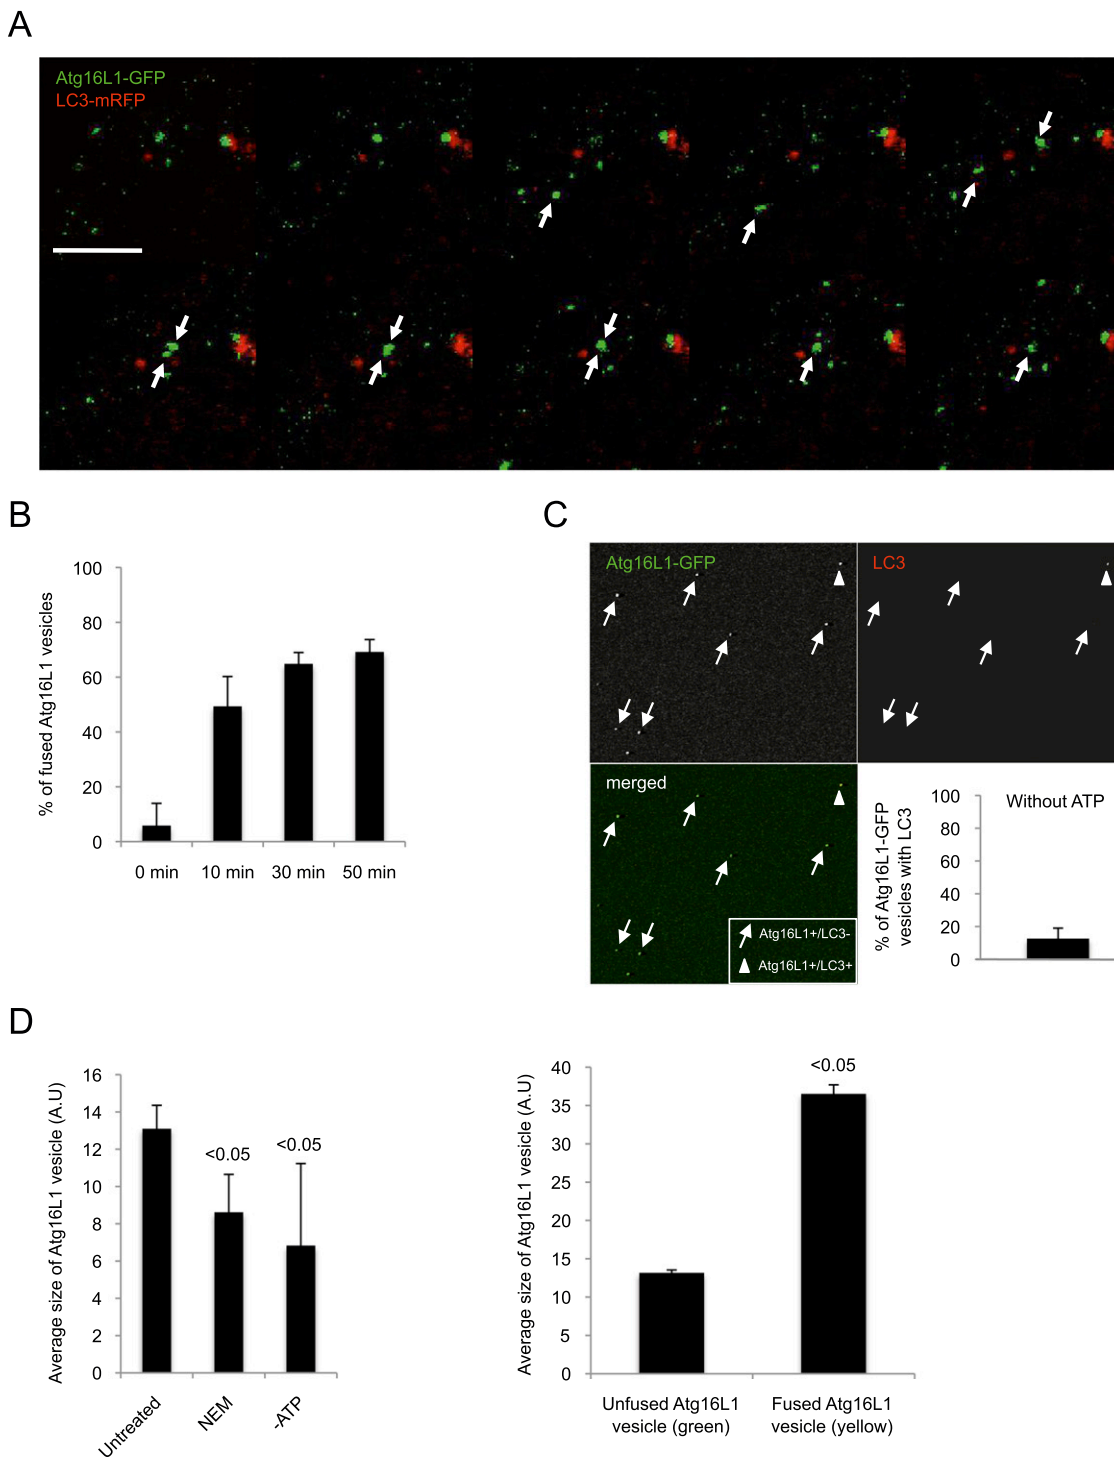 A
Atg16L1-GFP
LC3-mRFP
B
% of fused Atg16L1 vesicles
100
80
60
40
20
0
0 min
10 min
30 min
50 min
C
Atg16L1-GFP
LC3
merged
Atg16L1+/LC3-
Atg16L1+/LC3+
% of Atg16L1-GFP
vesicles with LC3
100
80
60
40
20
0
Without ATP
D
Average size of Atg16L1 vesicle (A.U)
16
14
12
10
8
6
4
2
0
<0.05
<0.05
Untreated
NEM
-ATP
Average size of Atg16L1 vesicle (A.U)
40
35
30
25
20
15
10
5
0
<0.05
Unfused Atg16L1
vesicle (green)
Fused Atg16L1
vesicle (yellow)